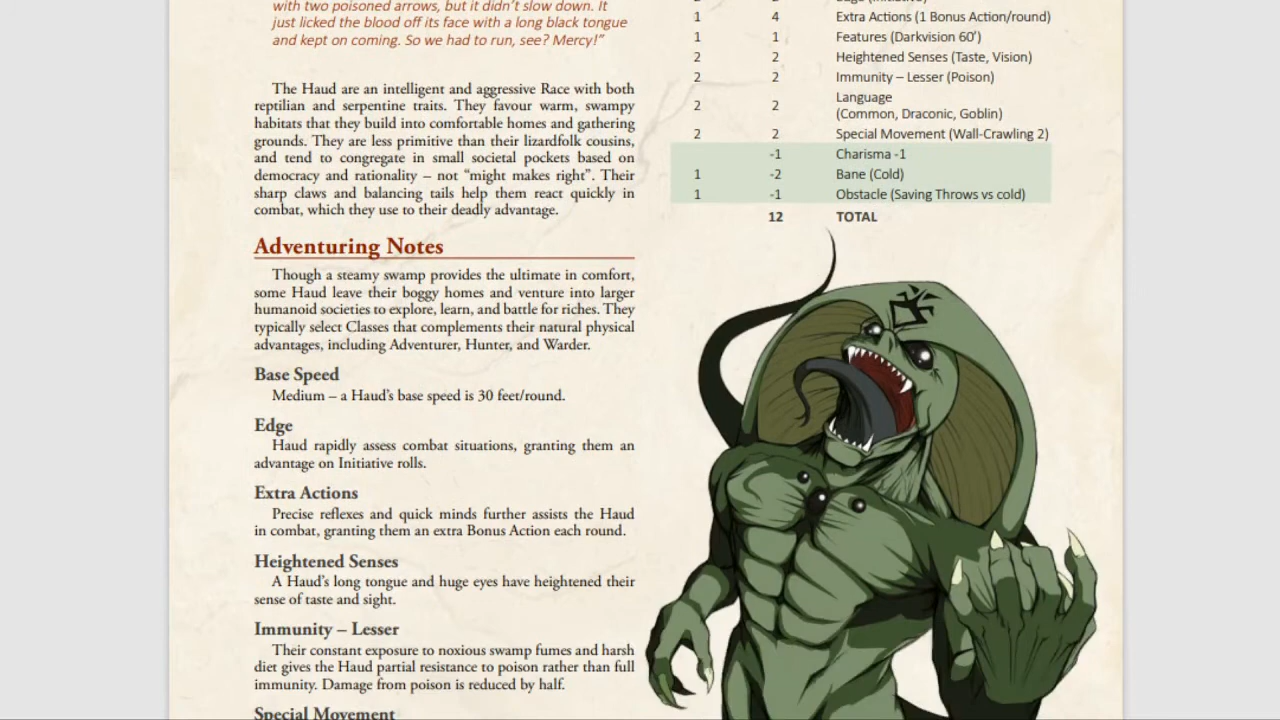 with two poisoned arrows, but it didn't slow down. It
just licked the blood off its face with a long black tongue
and kept on coming. So we had to run, see? Mercy!"
The Haud are an intelligent and aggressive Race with both
reptilian and serpentine traits. They favour warm, swampy
habitats that they build into comfortable homes and gathering
grounds. They are less primitive than their lizardfolk cousins,
and tend to congregate in small societal pockets based on
democracy and rationality – not "might makes right". Their
sharp claws and balancing tails help them react quickly in
combat, which they use to their deadly advantage.
Adventuring Notes
Though a steamy swamp provides the ultimate in comfort,
some Haud leave their boggy homes and venture into larger
humanoid societies to explore, learn, and battle for riches. They
typically select Classes that complements their natural physical
advantages, including Adventurer, Hunter, and Warder.
Base Speed
Medium – a Haud's base speed is 30 feet/round.
Edge
Haud rapidly assess combat situations, granting them an
advantage on Initiative rolls.
Extra Actions
Precise reflexes and quick minds further assists the Haud
in combat, granting them an extra Bonus Action each round.
Heightened Senses
A Haud's long tongue and huge eyes have heightened their
sense of taste and sight.
Immunity – Lesser
Their constant exposure to noxious swamp fumes and harsh
diet gives the Haud partial resistance to poison rather than full
immunity. Damage from poison is reduced by half.
Special Movement
1 4 Extra Actions (1 Bonus Action/round)
1 1 Features (Darkvision 60')
2 2 Heightened Senses (Taste, Vision)
2 2 Immunity – Lesser (Poison)
2 2 Language
(Common, Draconic, Goblin)
2 2 Special Movement (Wall-Crawling 2)
-1 Charisma -1
1 -2 Bane (Cold)
1 -1 Obstacle (Saving Throws vs cold)
12 TOTAL